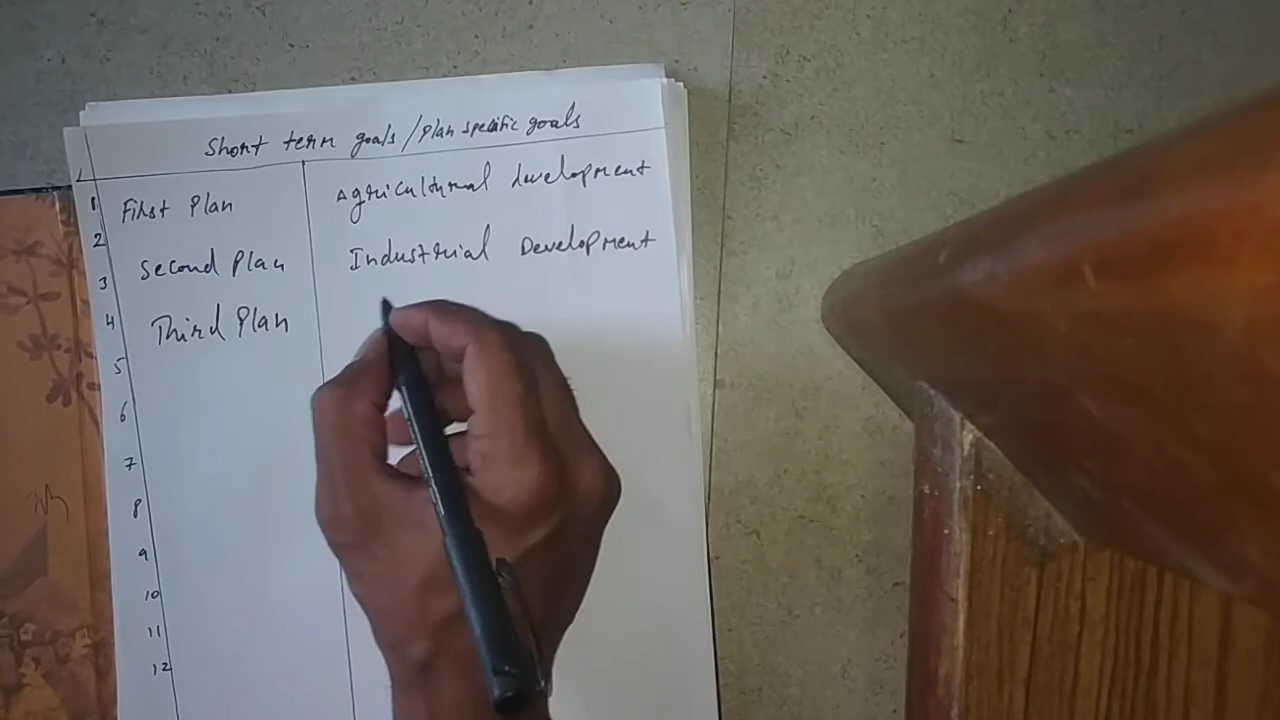 Short term goals/Plan specific goals
1 First Plan Agricultural development
2 Second Plan Industrial Development
3
4 Third Plan
5
6
7
8
9
10
11
12